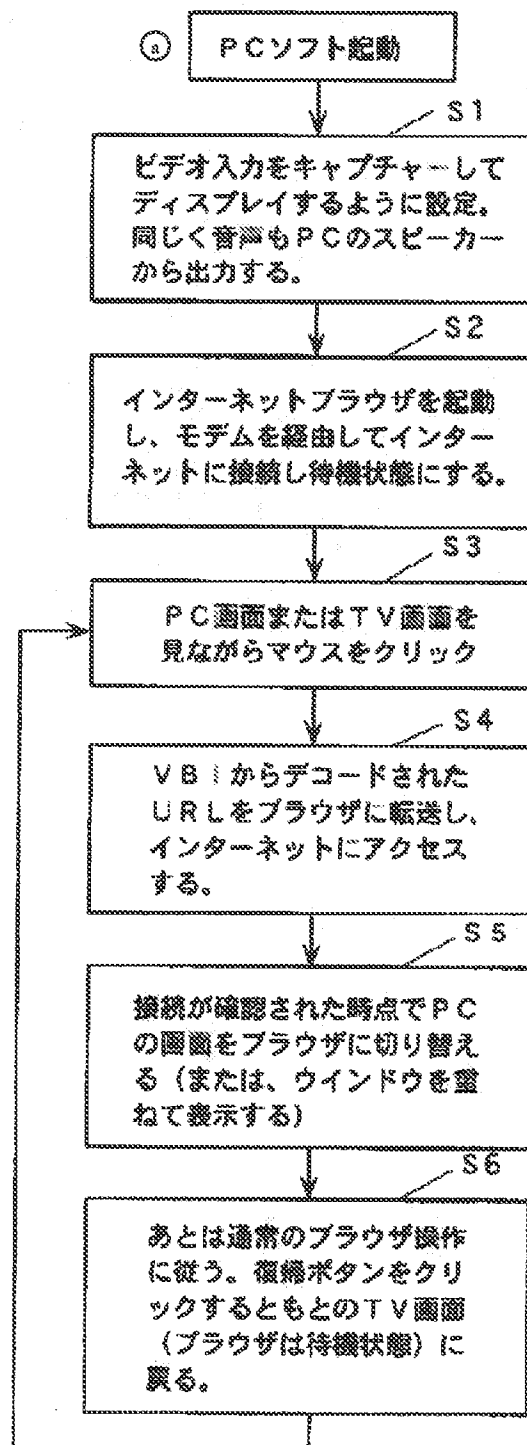 ⓐ PCソフト起動
S1
ビデオ入力をキャプチャーして
ディスプレイするように設定。
同じく音声もPCのスピーカー
から出力する。
S2
インターネットブラウザを起動
し、モデムを経由してインター
ネットに接続し待機状態にする。
S3
PC画面またはTV画面を
見ながらマウスをクリック
S4
VBIからデコードされた
URLをブラウザに転送し、
インターネットにアクセス
する。
S5
接続が確認された時点でPC
の画面をブラウザに切り替え
る(または、ウインドウを重
ねて表示する)
S6
あとは通常のブラウザ操作
に従う。復帰ボタンをクリ
ックするともとのTV画面
(ブラウザは待機状態)に
戻る。